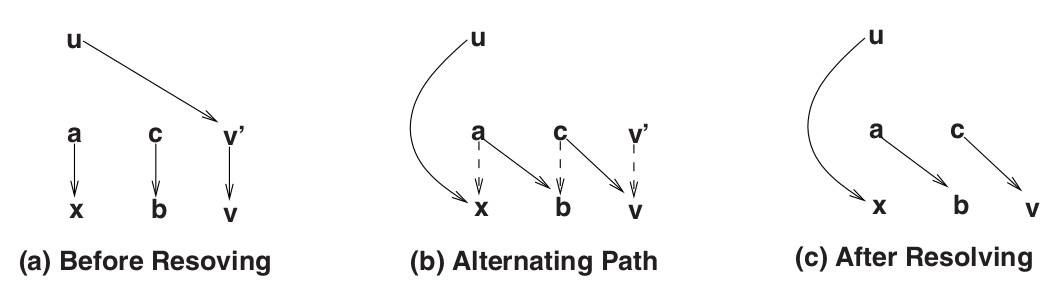 u
a c v’
x b v
(a) Before Resoving
u
a c v’
x b v
(b) Alternating Path
u
a c
x b v
(c) After Resolving